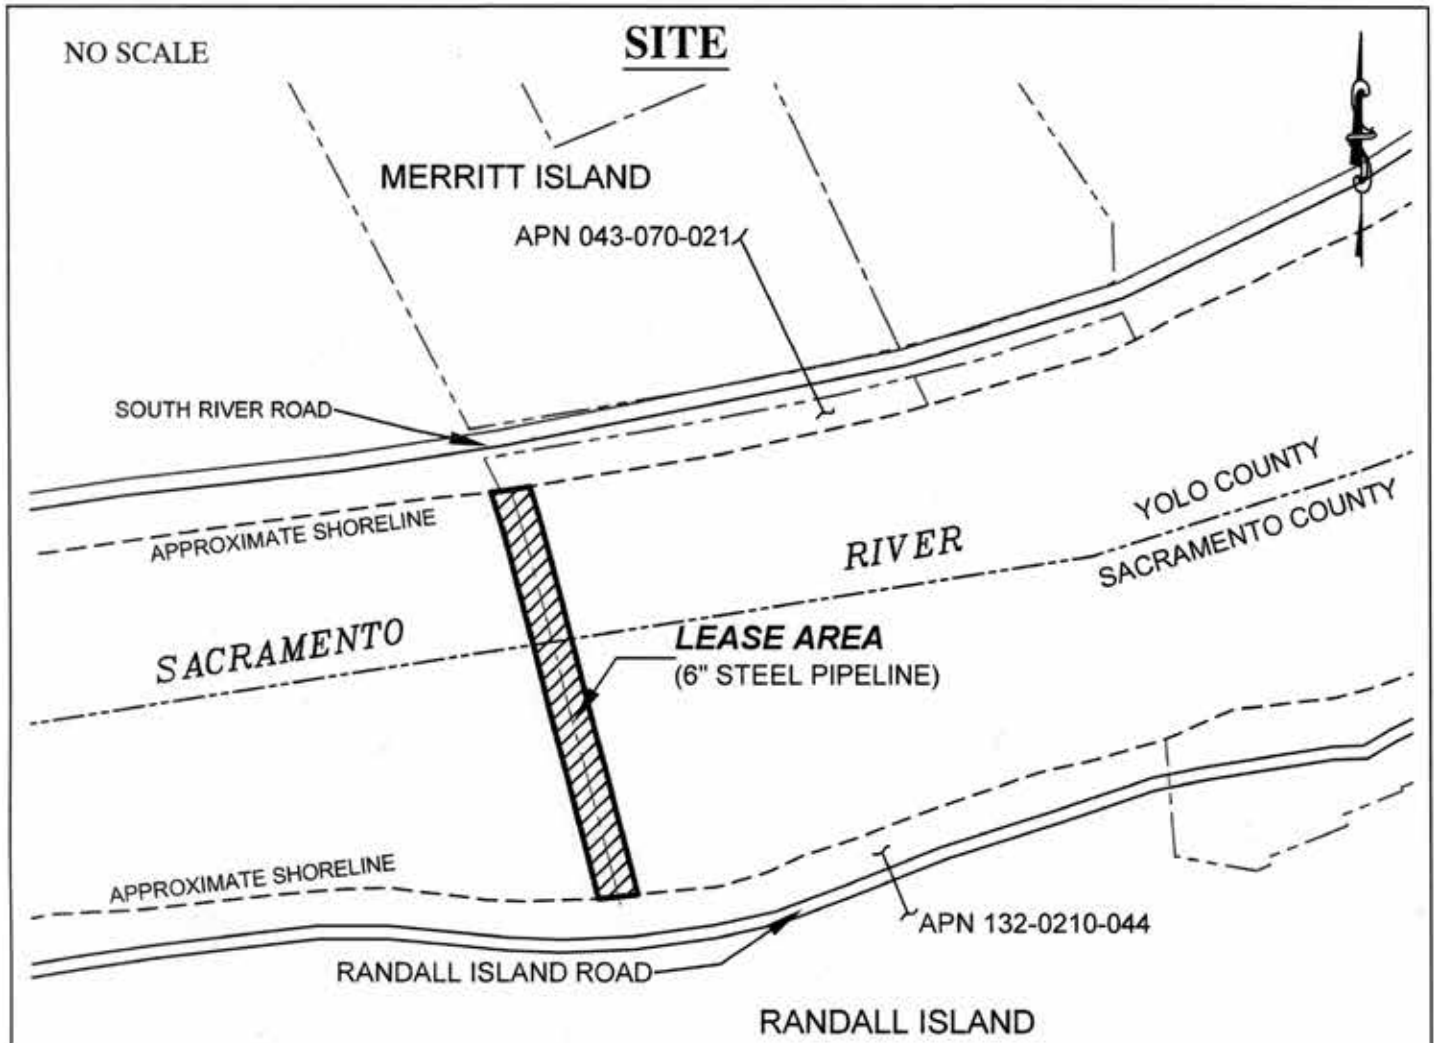 NO SCALE
SITE
MERRITT ISLAND
APN 043-070-021
SOUTH RIVER ROAD
APPROXIMATE SHORELINE
YOLO COUNTY
SACRAMENTO COUNTY
SACRAMENTO
RIVER
LEASE AREA
(6" STEEL PIPELINE)
APPROXIMATE SHORELINE
APN 132-0210-044
RANDALL ISLAND ROAD
RANDALL ISLAND